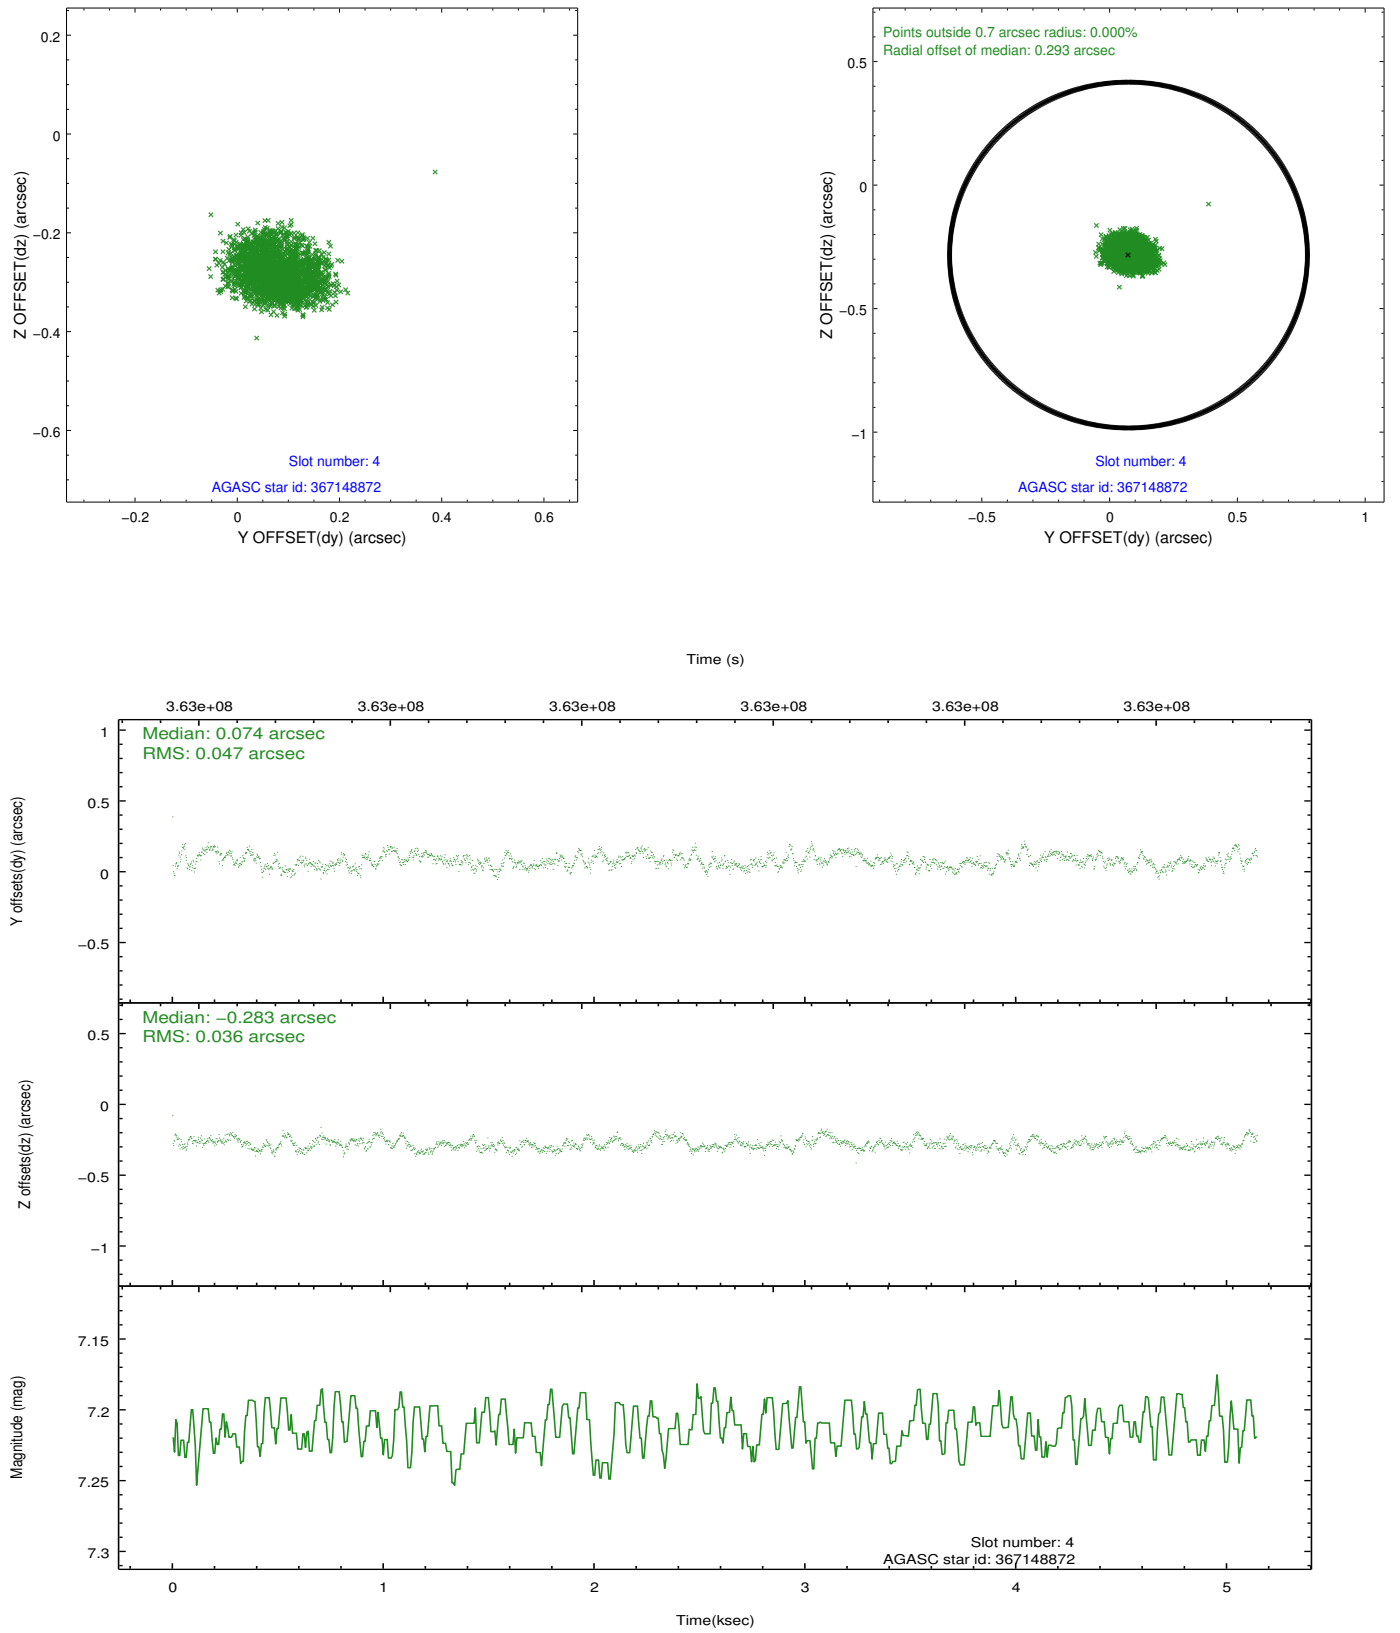 0.2
0
−0.2
−0.4
−0.6
Z OFFSET(dz) (arcsec)
Slot number: 4
AGASC star id: 367148872
−0.2 0 0.2 0.4 0.6
Y OFFSET(dy) (arcsec)
Points outside 0.7 arcsec radius: 0.000%
Radial offset of median: 0.293 arcsec
0.5
0
−0.5
−1
Z OFFSET(dz) (arcsec)
Slot number: 4
AGASC star id: 367148872
−0.5 0 0.5 1
Y OFFSET(dy) (arcsec)
Time (s)
3.63e+08 3.63e+08 3.63e+08 3.63e+08 3.63e+08 3.63e+08
Median: 0.074 arcsec
RMS: 0.047 arcsec
1
0.5
0
−0.5
Y offsets(dy) (arcsec)
Median: −0.283 arcsec
RMS: 0.036 arcsec
0.5
0
−0.5
−1
Z offsets(dz) (arcsec)
7.15
7.2
7.25
7.3
Magnitude (mag)
Slot number: 4
AGASC star id: 367148872
0 1 2 3 4 5
Time(ksec)